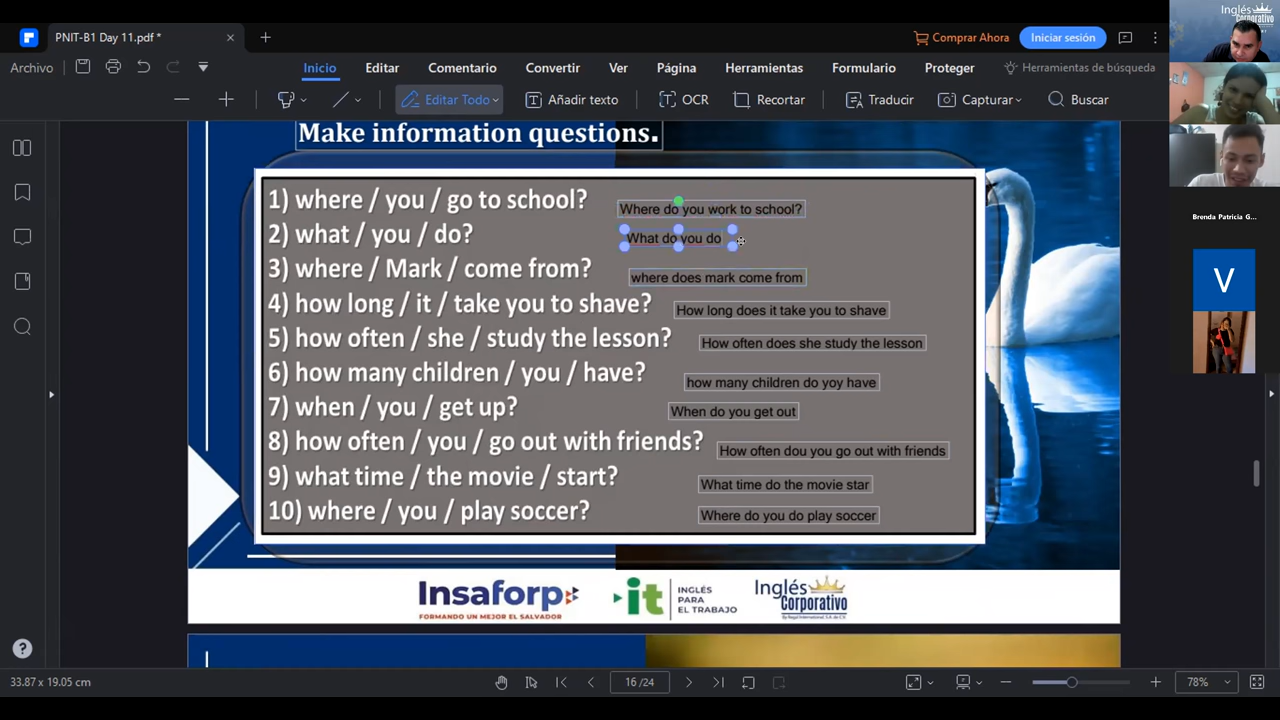 PNIT-B1 Day 11.pdf *
Comprar Ahora
Iniciar sesión
Inglés
Corporativo
Archivo
Inicio
Editar
Comentario
Convertir
Ver
Página
Herramientas
Formulario
Proteger
Herramientas de búsqueda
Editar Todo
Añadir texto
OCR
Recortar
Traducir
Capturar
Buscar
Make information questions.
1) where / you / go to school?
Where do you work to school?
2) what / you / do?
What do you do
3) where / Mark / come from?
where does mark come from
4) how long / it / take you to shave?
How long does it take you to shave
5) how often / she / study the lesson?
How often does she study the lesson
6) how many children / you / have?
how many children do yoy have
7) when / you / get up?
When do you get out
8) how often / you / go out with friends?
How often dou you go out with friends
9) what time / the movie / start?
What time do the movie star
10) where / you / play soccer?
Where do you do play soccer
Brenda Patricia G...
V
Insaforp
FORMANDO UN MEJOR EL SALVADOR
it
INGLÉS
PARA
EL TRABAJO
Inglés
Corporativo
By Regal International, S.A. de C.V.
33.87 x 19.05 cm
16 /24
78%